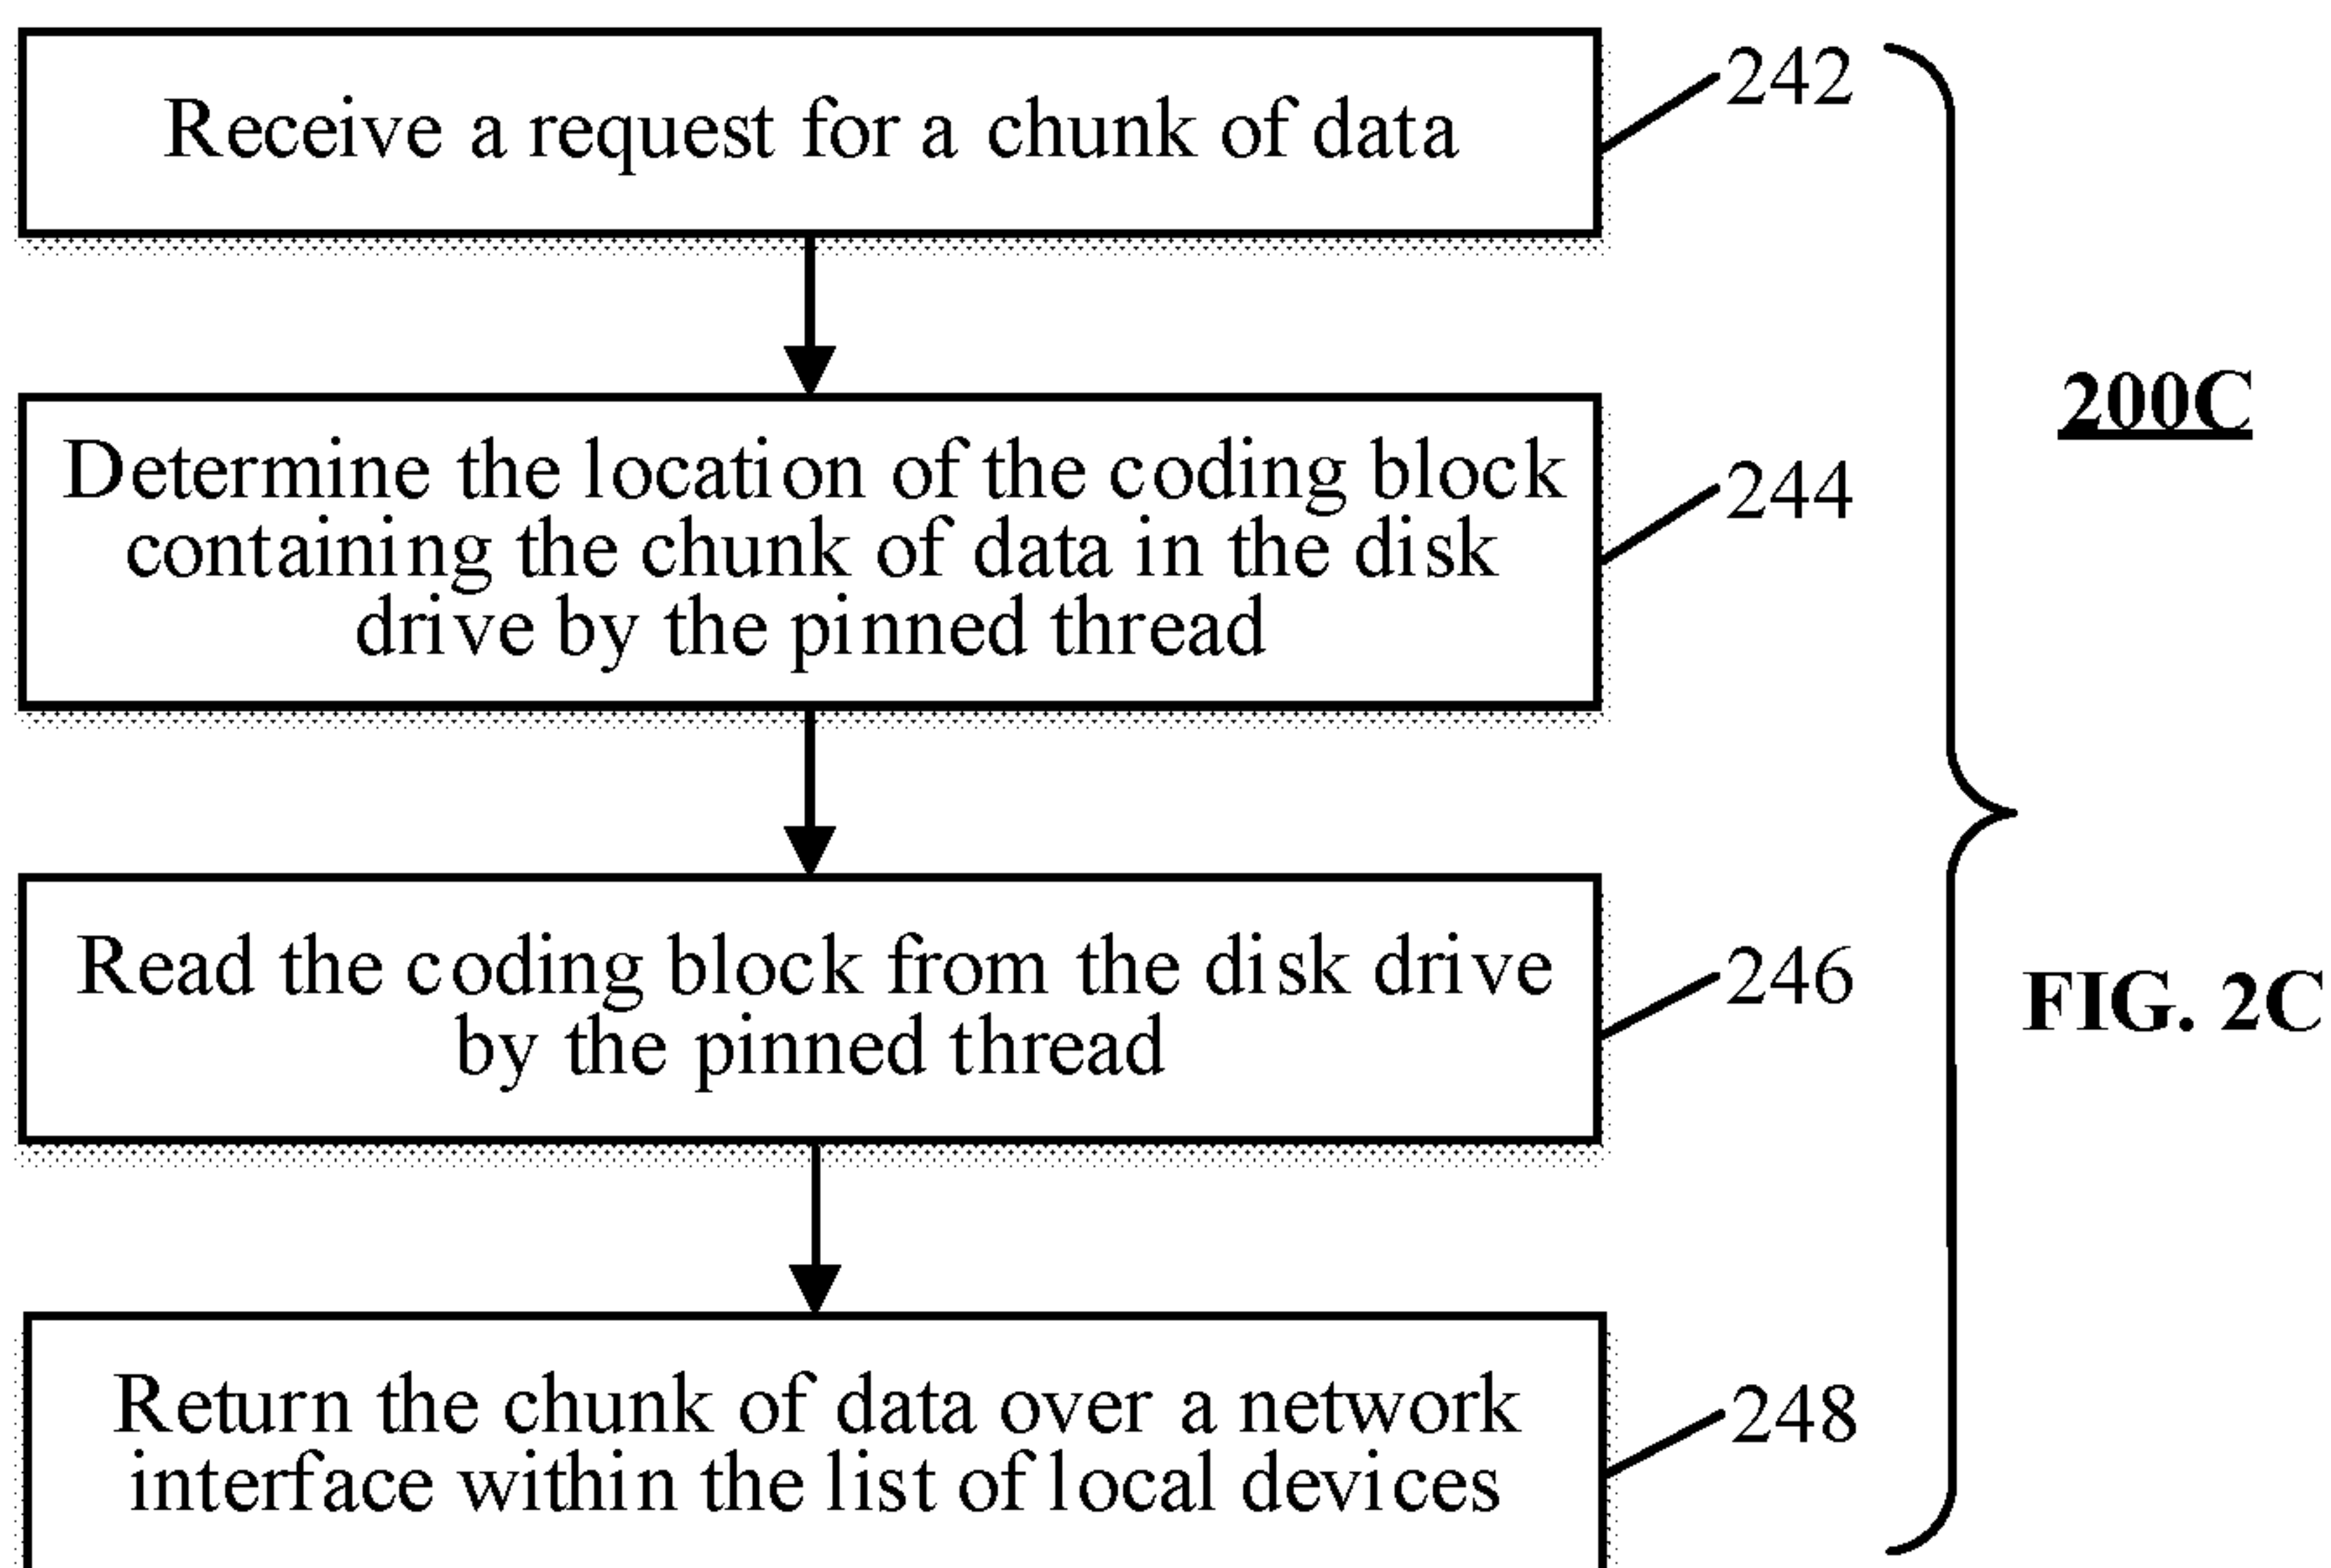 Receive a request for a chunk of data
242
Determine the location of the coding block
containing the chunk of data in the disk
drive by the pinned thread
244
200C
Read the coding block from the disk drive
by the pinned thread
246
FIG. 2C
Return the chunk of data over a network
interface within the list of local devices
248